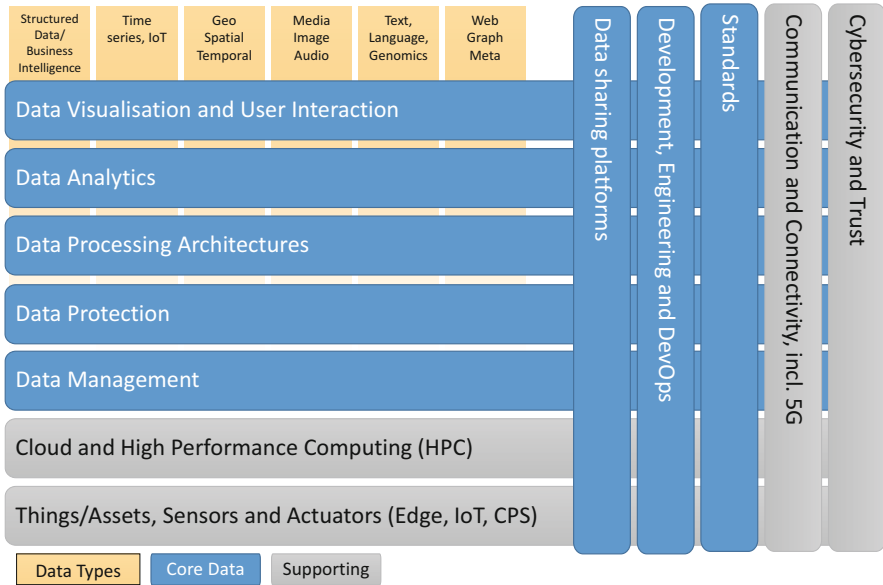 Structured
Data/
Business
Intelligence
Time
series, IoT
Geo
Spatial
Temporal
Media
Image
Audio
Text,
Language,
Genomics
Web
Graph
Meta
Data sharing platforms
Development, Engineering and DevOps
Standards
Communication and Connectivity, incl. 5G
Cybersecurity and Trust
Data Visualisation and User Interaction
Data Analytics
Data Processing Architectures
Data Protection
Data Management
Cloud and High Performance Computing (HPC)
Things/Assets, Sensors and Actuators (Edge, IoT, CPS)
Data Types
Core Data
Supporting